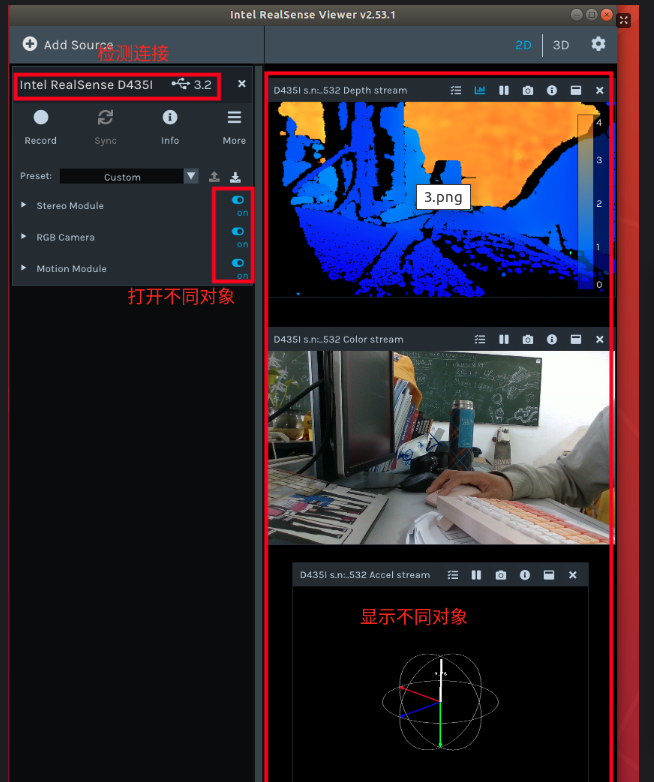 Intel RealSense Viewer v2.53.1
Add Source
检测连接
2D
3D
Intel RealSense D435I
3.2
Record
Sync
Info
More
Preset:
Custom
Stereo Module
on
RGB Camera
on
Motion Module
on
打开不同对象
D435I s.n:..532 Depth stream
4
3
2
1
0
3.png
D435I s.n:..532 Color stream
D435I s.n:..532 Accel stream
显示不同对象